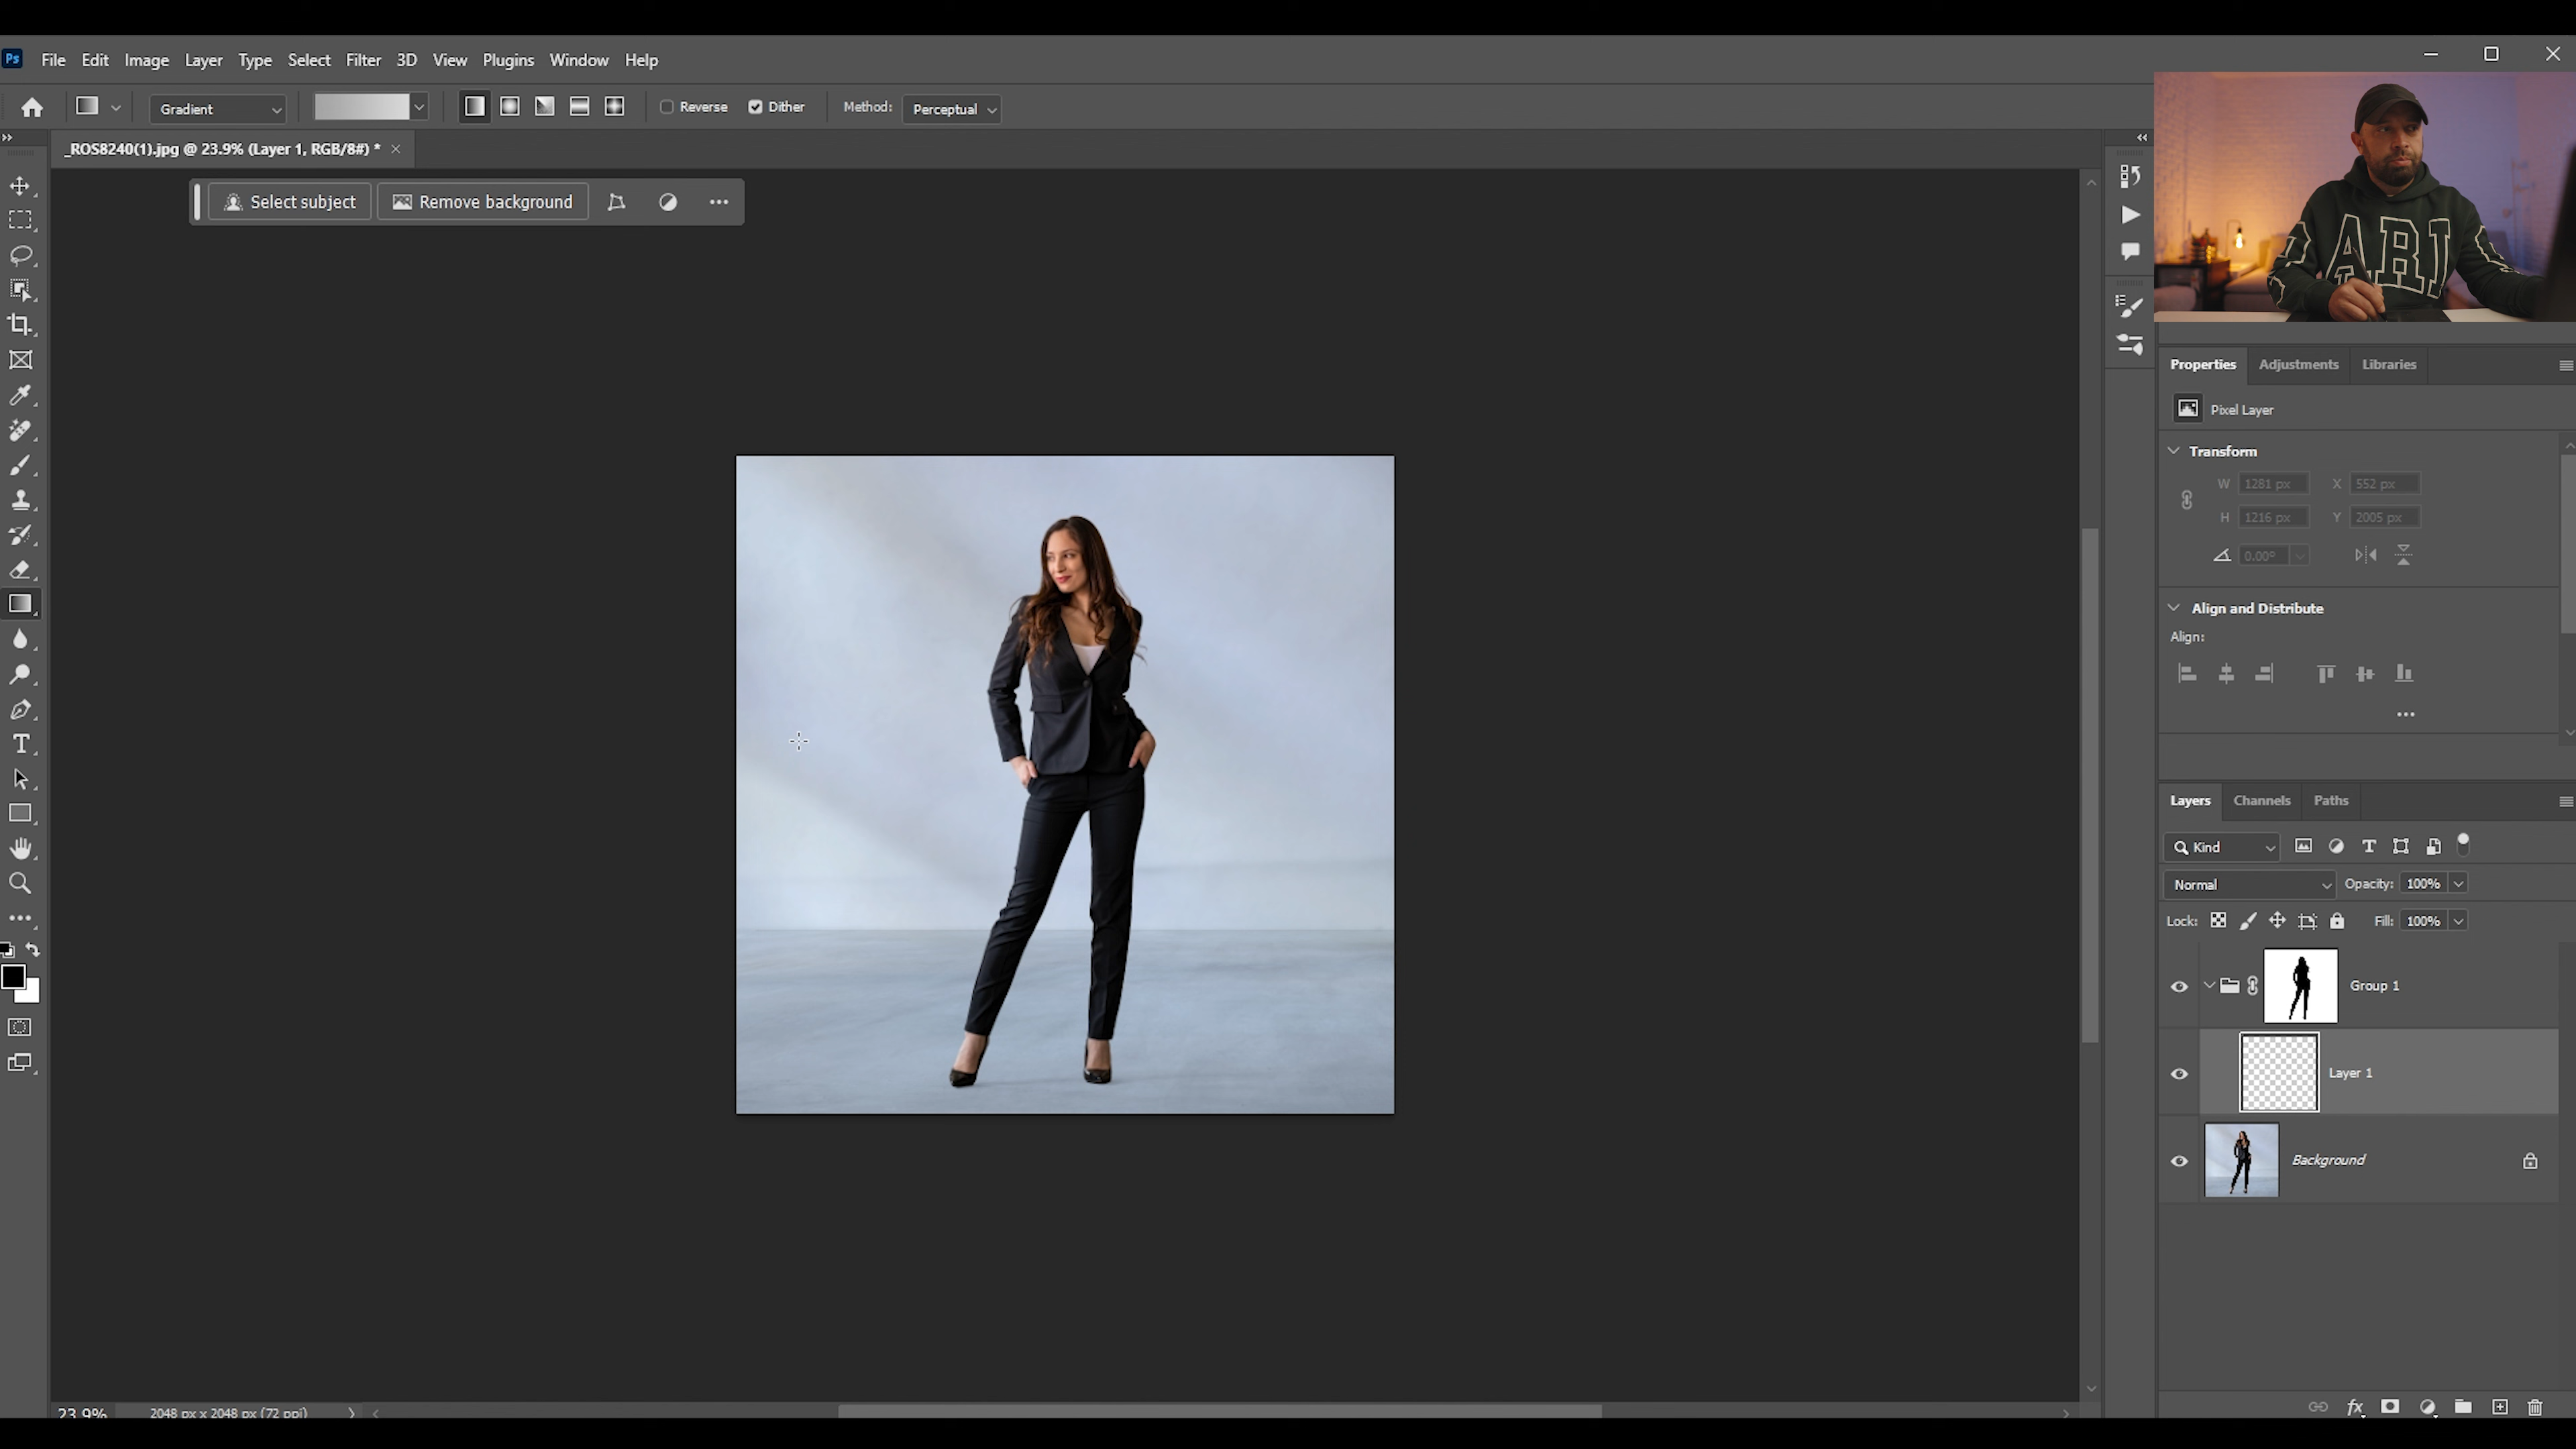 Ps File Edit Image Layer Type Select Filter 3D View Plugins Window Help
Gradient Reverse Dither Method: Perceptual
_ROS8240(1).jpg @ 23.9% (Layer 1, RGB/8#) *
Select subject Remove background
ARI
Properties Adjustments Libraries
Pixel Layer
Transform
W 1281 px X 552 px
H 1216 px Y 2005 px
0.00°
Align and Distribute
Align:
Layers Channels Paths
Kind
Normal Opacity: 100%
Lock: Fill: 100%
Group 1
Layer 1
Background
23.9% 2048 px x 2048 px (72 ppi)